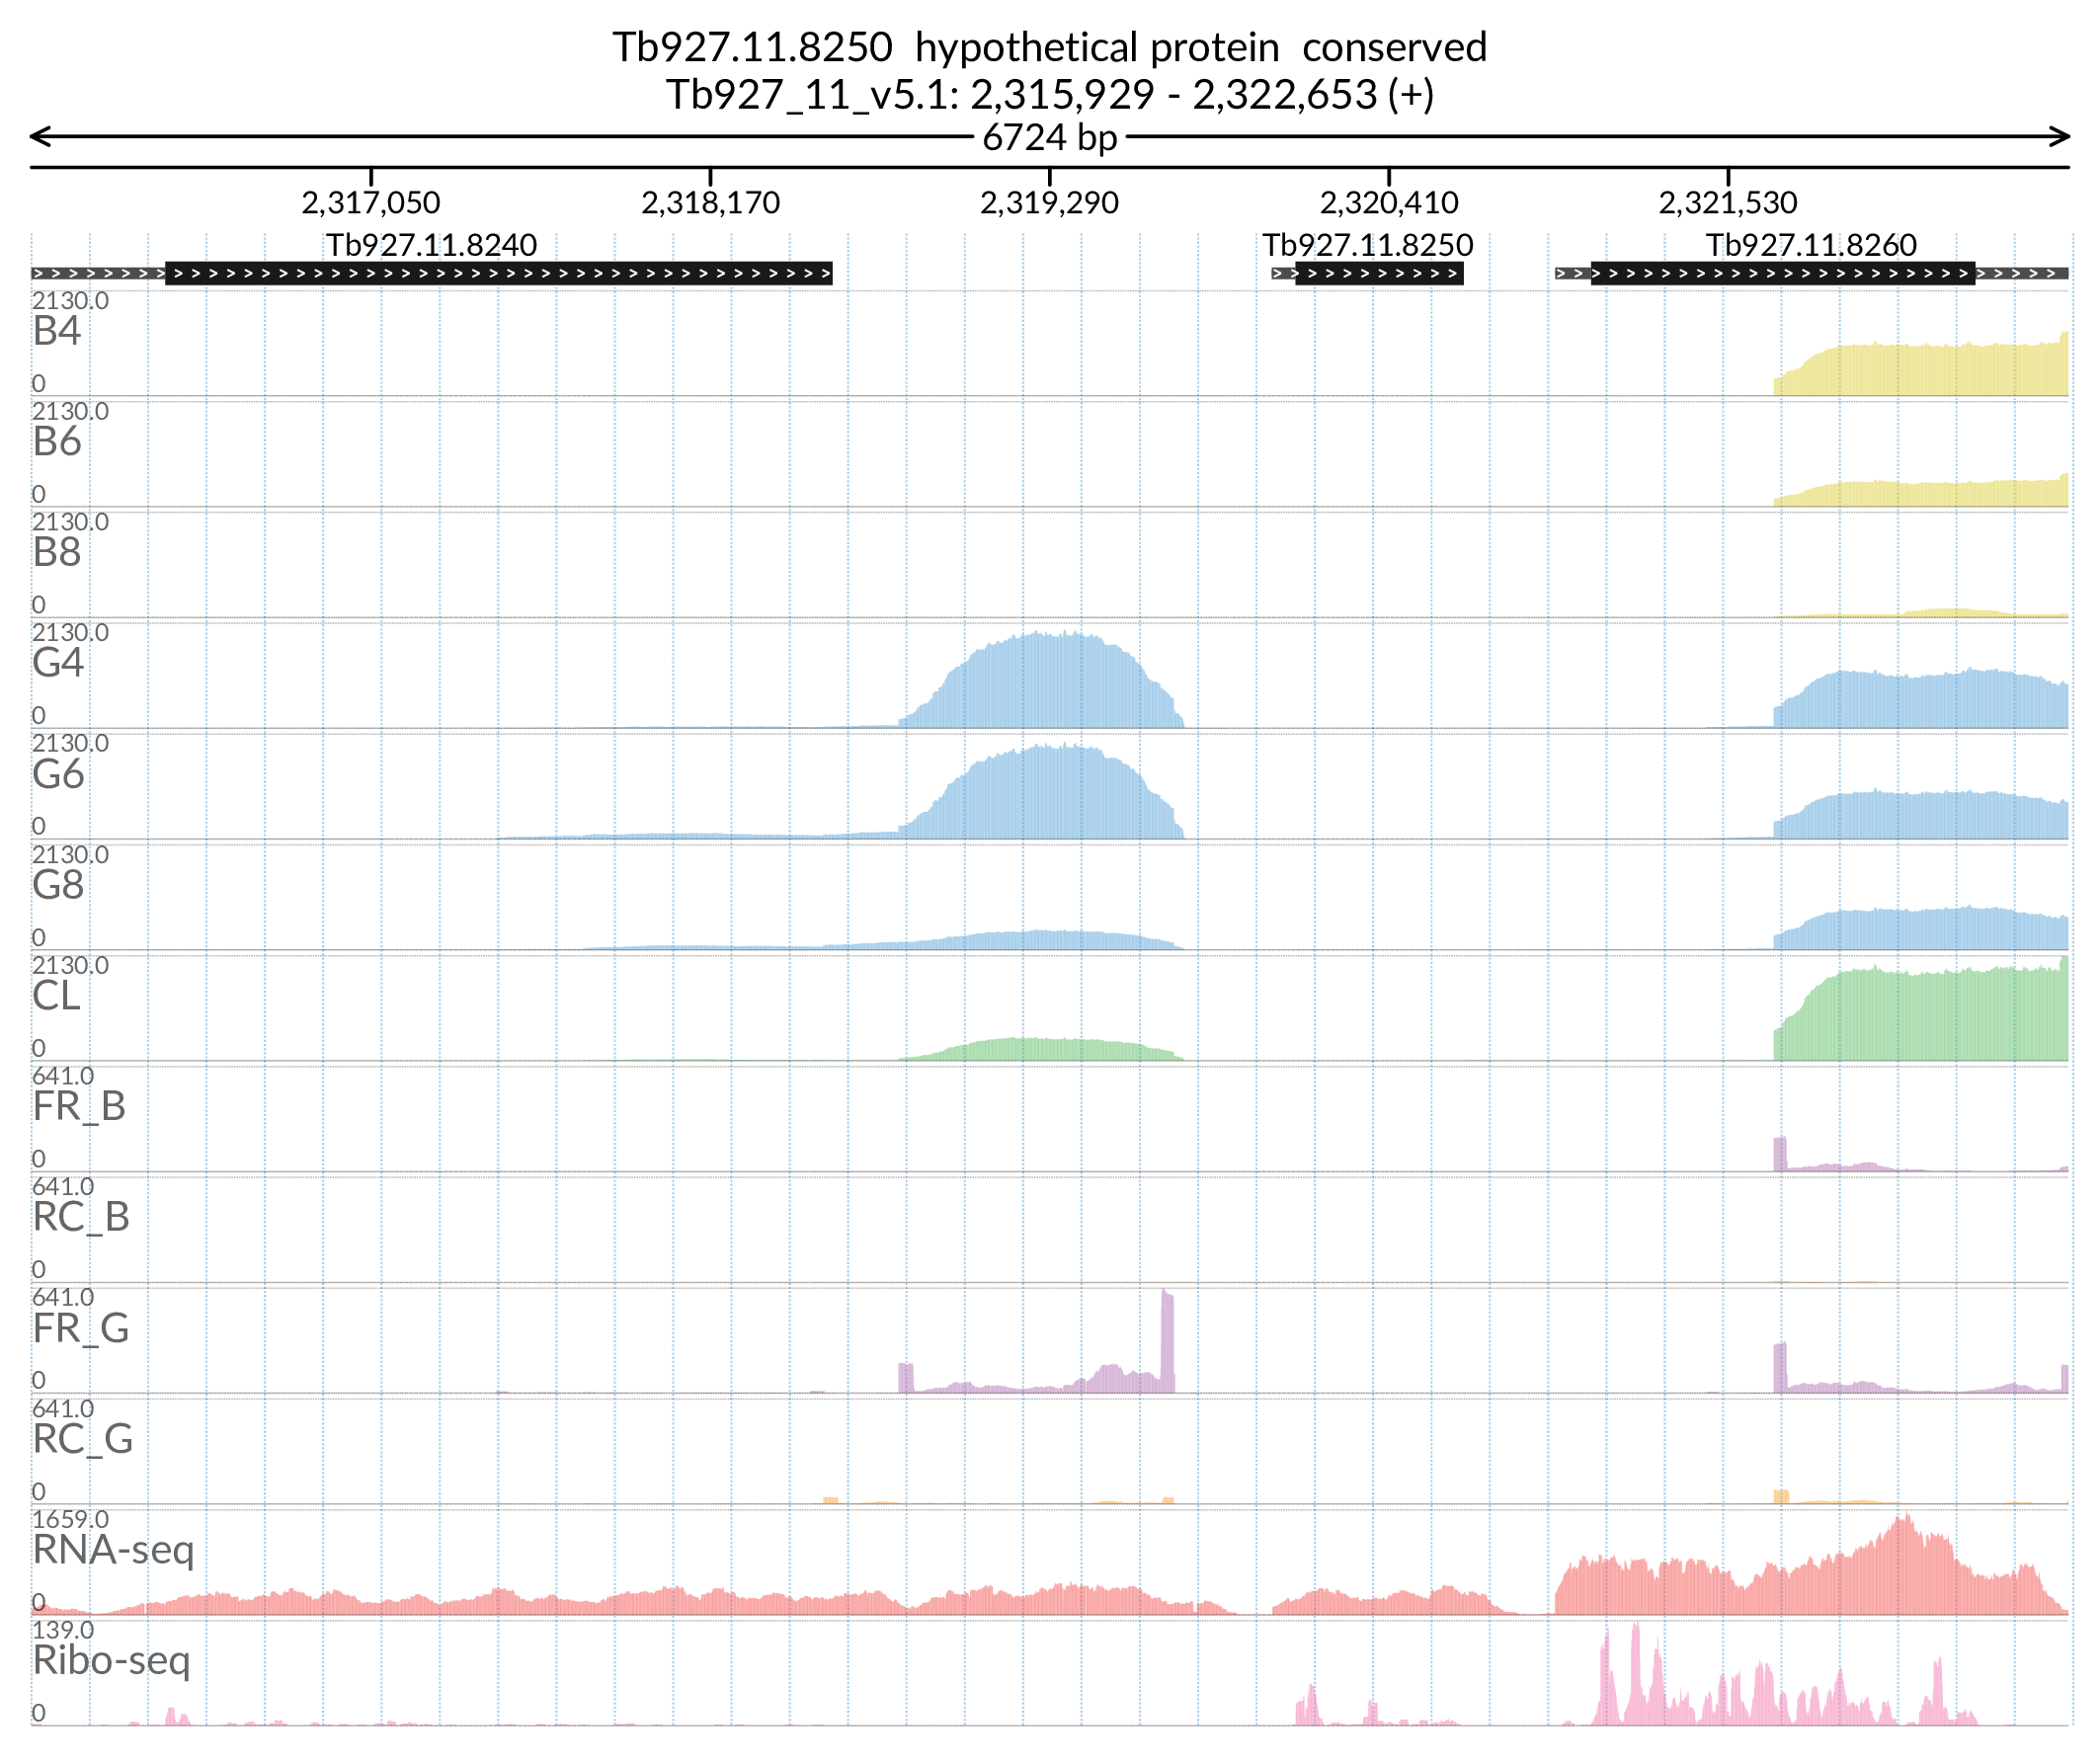 Tb927.11.8250 hypothetical protein conserved
Tb927_11_v5.1: 2,315,929 - 2,322,653 (+)
6724 bp
2,317,050 2,318,170 2,319,290 2,320,410 2,321,530
Tb927.11.8240 Tb927.11.8250 Tb927.11.8260
2130.0
B4
0
2130.0
B6
0
2130.0
B8
0
2130.0
G4
0
2130.0
G6
0
2130.0
G8
0
2130.0
CL
0
641.0
FR_B
0
641.0
RC_B
0
641.0
FR_G
0
641.0
RC_G
0
1659.0
RNA-seq
0
139.0
Ribo-seq
0